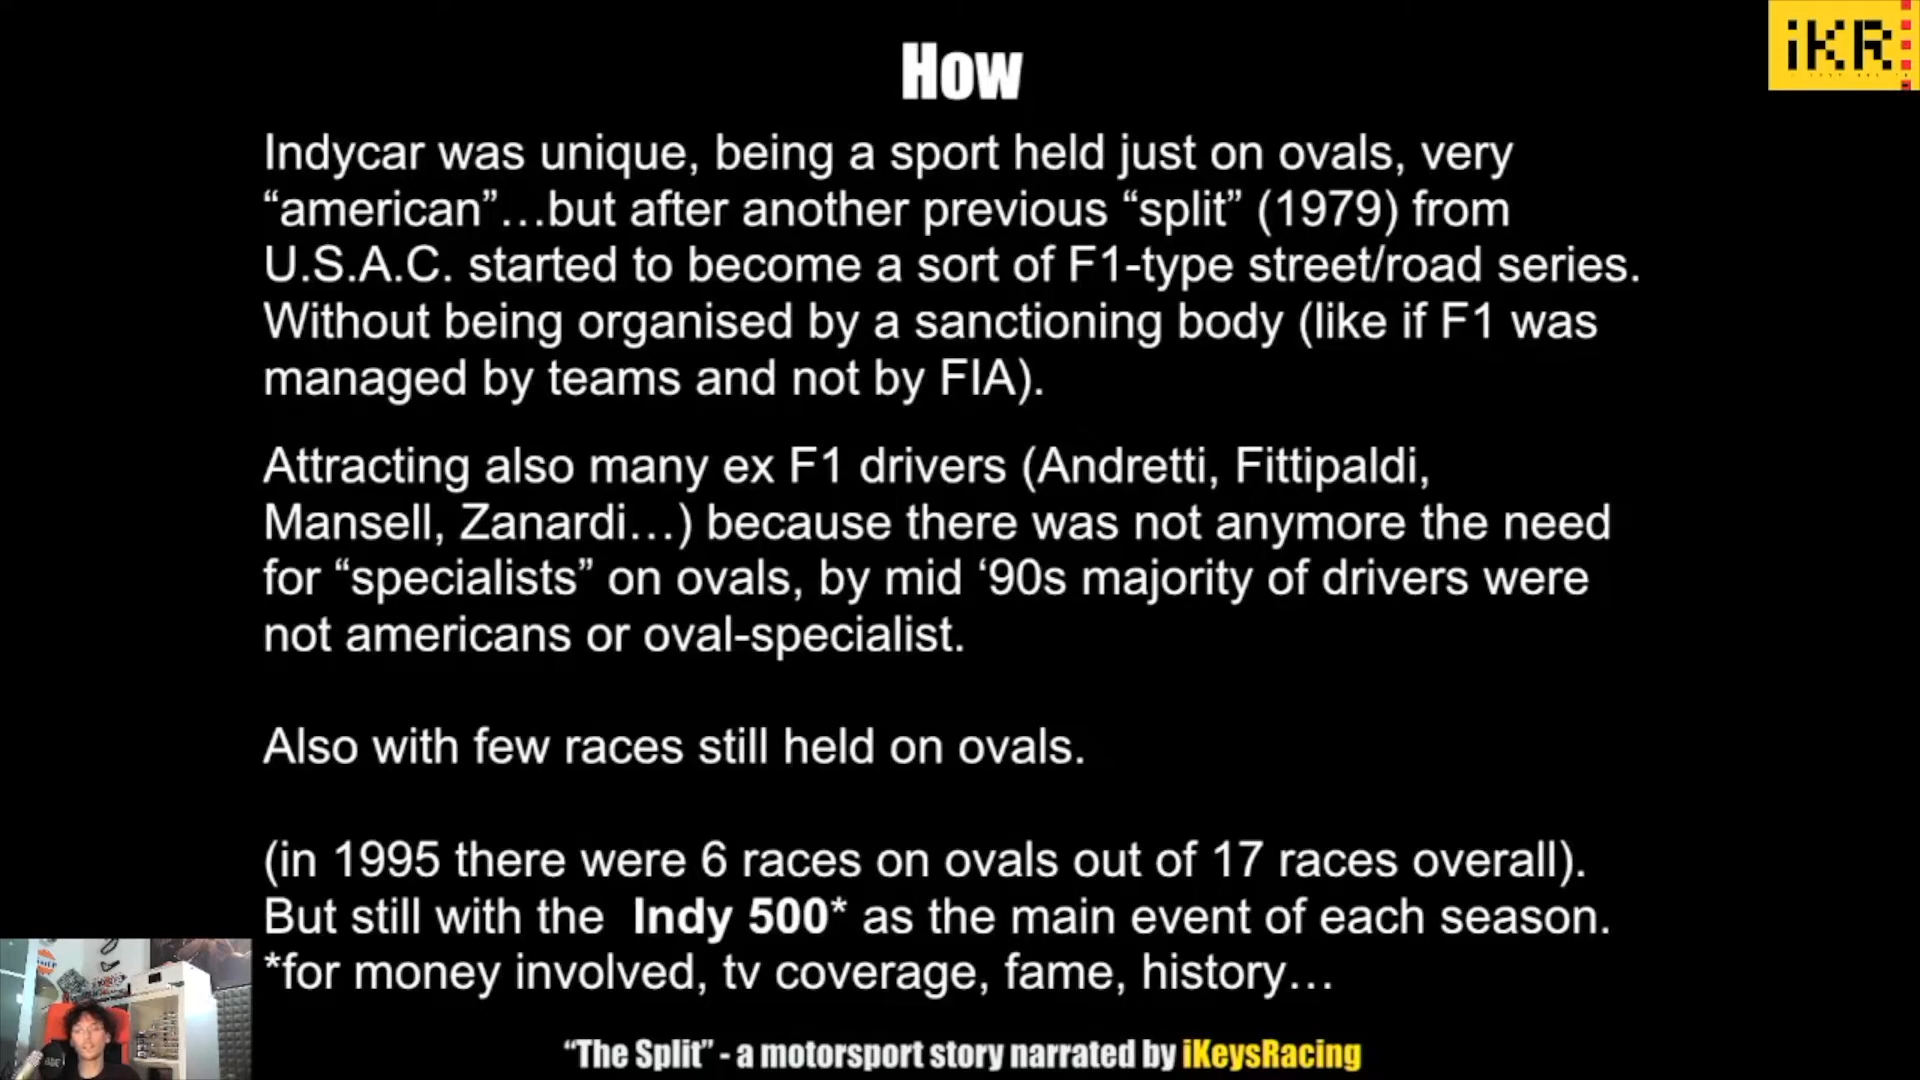 How
iKR
Indycar was unique, being a sport held just on ovals, very
“american”…but after another previous “split” (1979) from
U.S.A.C. started to become a sort of F1-type street/road series.
Without being organised by a sanctioning body (like if F1 was
managed by teams and not by FIA).
Attracting also many ex F1 drivers (Andretti, Fittipaldi,
Mansell, Zanardi…) because there was not anymore the need
for “specialists” on ovals, by mid ‘90s majority of drivers were
not americans or oval-specialist.
Also with few races still held on ovals.
(in 1995 there were 6 races on ovals out of 17 races overall).
But still with the Indy 500* as the main event of each season.
*for money involved, tv coverage, fame, history…
“The Split” - a motorsport story narrated by iKeysRacing